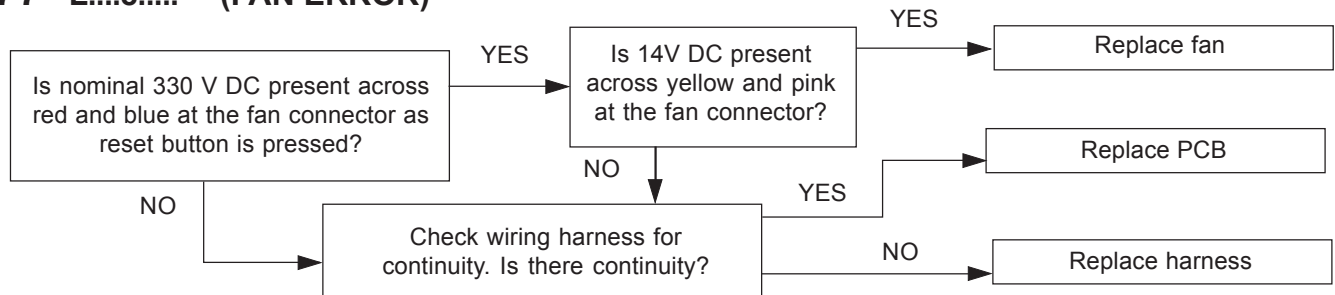 (FAN ERROR)
Is nominal 330 V DC present across
red and blue at the fan connector as
reset button is pressed?
YES
Is 14V DC present
across yellow and pink
at the fan connector?
YES
Replace fan
NO
NO
Check wiring harness for
continuity. Is there continuity?
YES
Replace PCB
NO
Replace harness